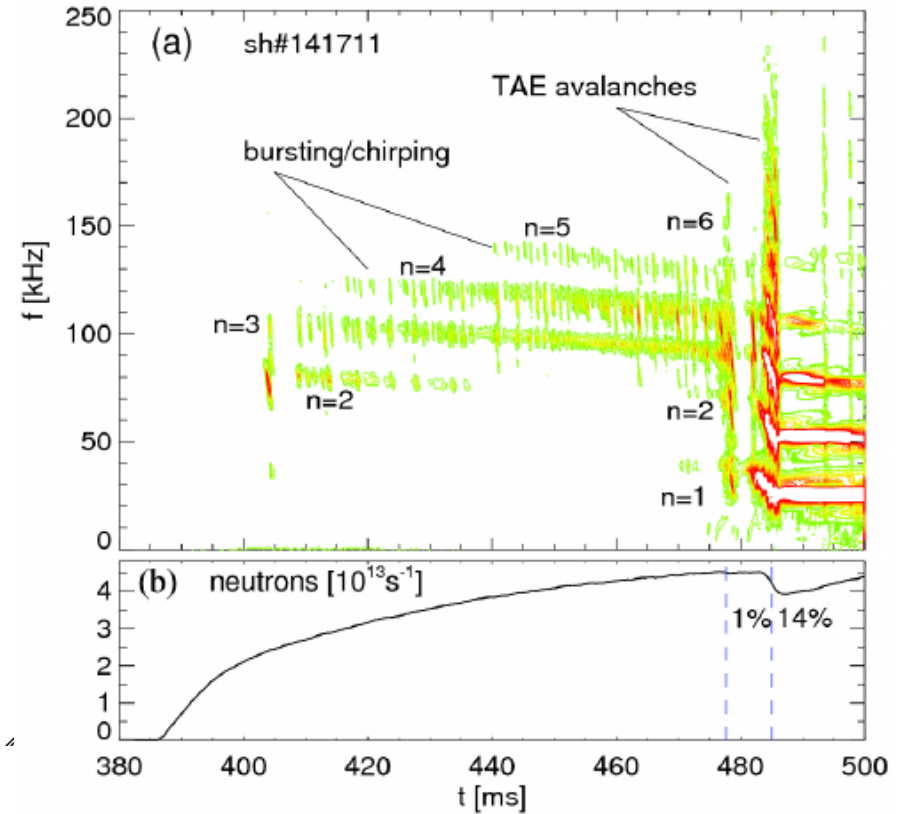 250
(a) sh#141711
TAE avalanches
200
bursting/chirping
150
n=6
n=5
n=4
f [kHz]
n=3
100
n=2
n=2
50
n=1
0
(b) neutrons [10¹³s⁻¹]
4
3
1% 14%
2
1
0
380 400 420 440 460 480 500
t [ms]